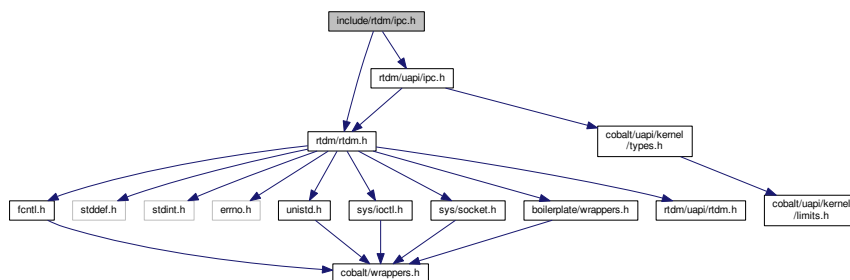 include/rtdm/ipc.h
rtdm/uapi/ipc.h
rtdm/rtdm.h
cobalt/uapi/kernel
/types.h
fcntl.h
stddef.h
stdint.h
errno.h
unistd.h
sys/ioctl.h
sys/socket.h
boilerplate/wrappers.h
rtdm/uapi/rtdm.h
cobalt/uapi/kernel
/limits.h
cobalt/wrappers.h